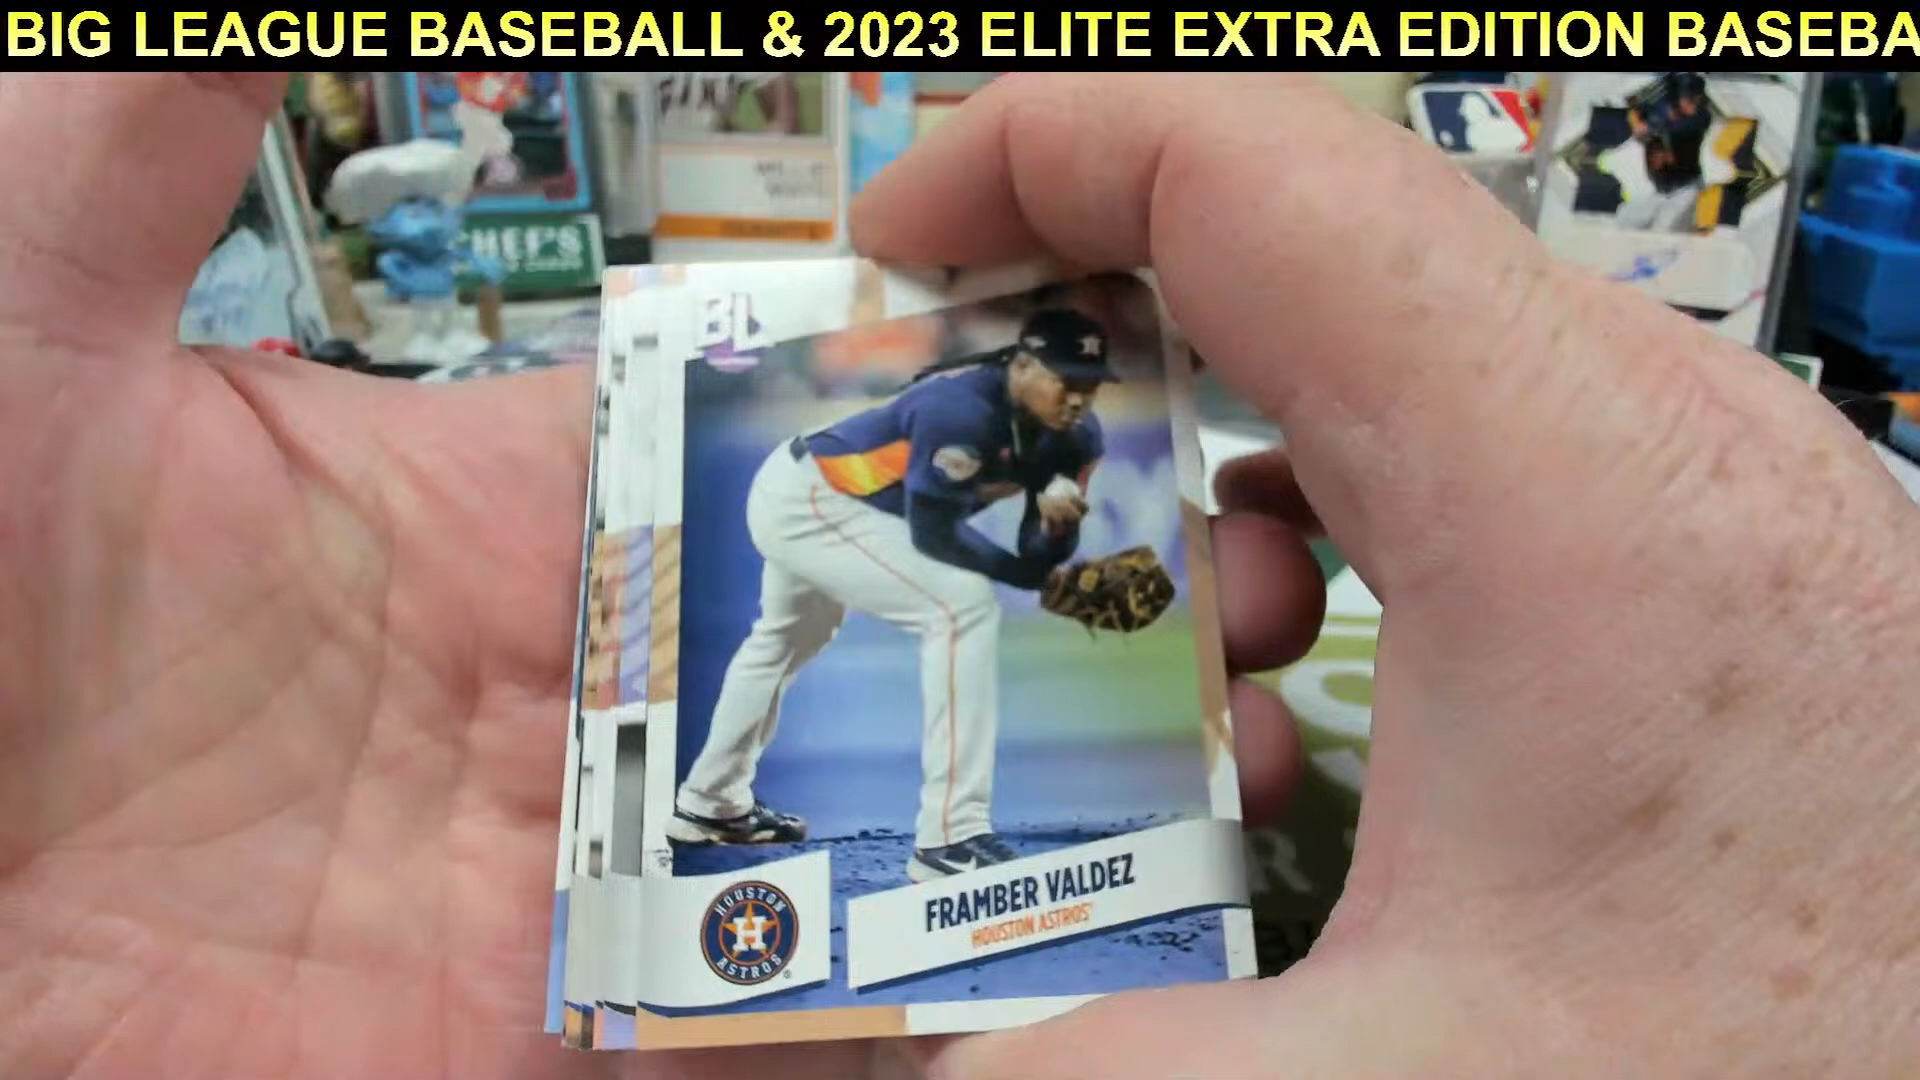 BIG LEAGUE BASEBALL & 2023 ELITE EXTRA EDITION BASEBA
CHEF'S
BL
FRAMBER VALDEZ
HOUSTON ASTROS
HOUSTON
H
ASTROS